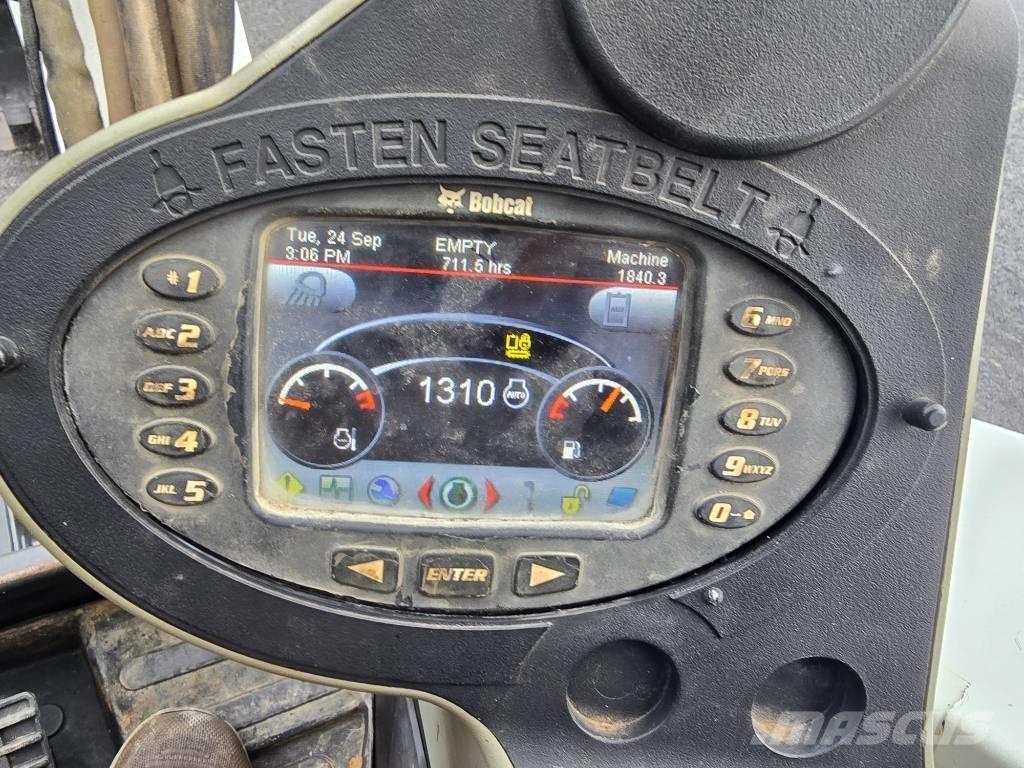 FASTEN SEATBELT
Bobcat
Tue, 24 Sep
3:06 PM
EMPTY
711.5 hrs
Machine
1840.3
#1
ABC 2
DEF 3
GHI 4
JKL 5
6 MNO
7 PQRS
8 TUV
9 WXYZ
0
1310
AUTO
ENTER
MASCUS